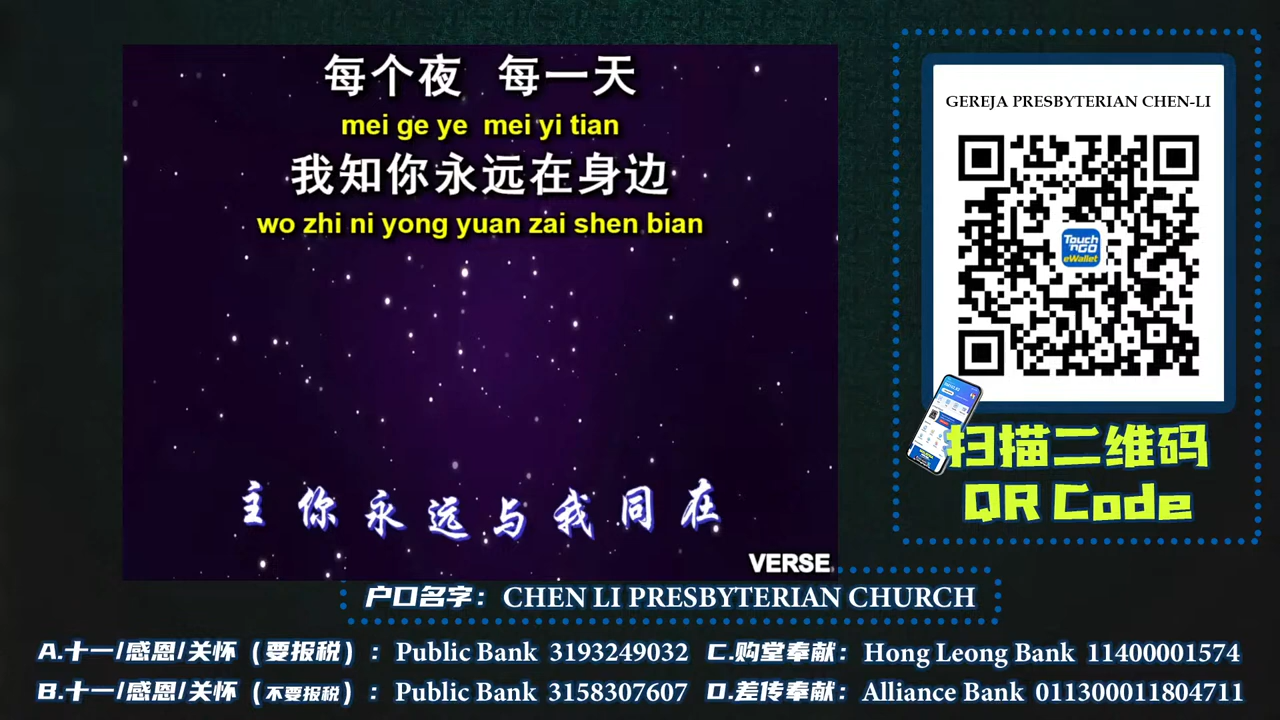 每个夜 每一天
mei ge ye mei yi tian
我知你永远在身边
wo zhi ni yong yuan zai shen bian
主你永远与我同在
VERSE
GEREJA PRESBYTERIAN CHEN-LI
Touch
'nGO
eWallet
扫描二维码
QR Code
户口名字： CHEN LI PRESBYTERIAN CHURCH
A.十一/感恩/关怀（要报税）： Public Bank 3193249032
C.购堂奉献： Hong Leong Bank 11400001574
B.十一/感恩/关怀（不要报税）： Public Bank 3158307607
D.差传奉献： Alliance Bank 011300011804711